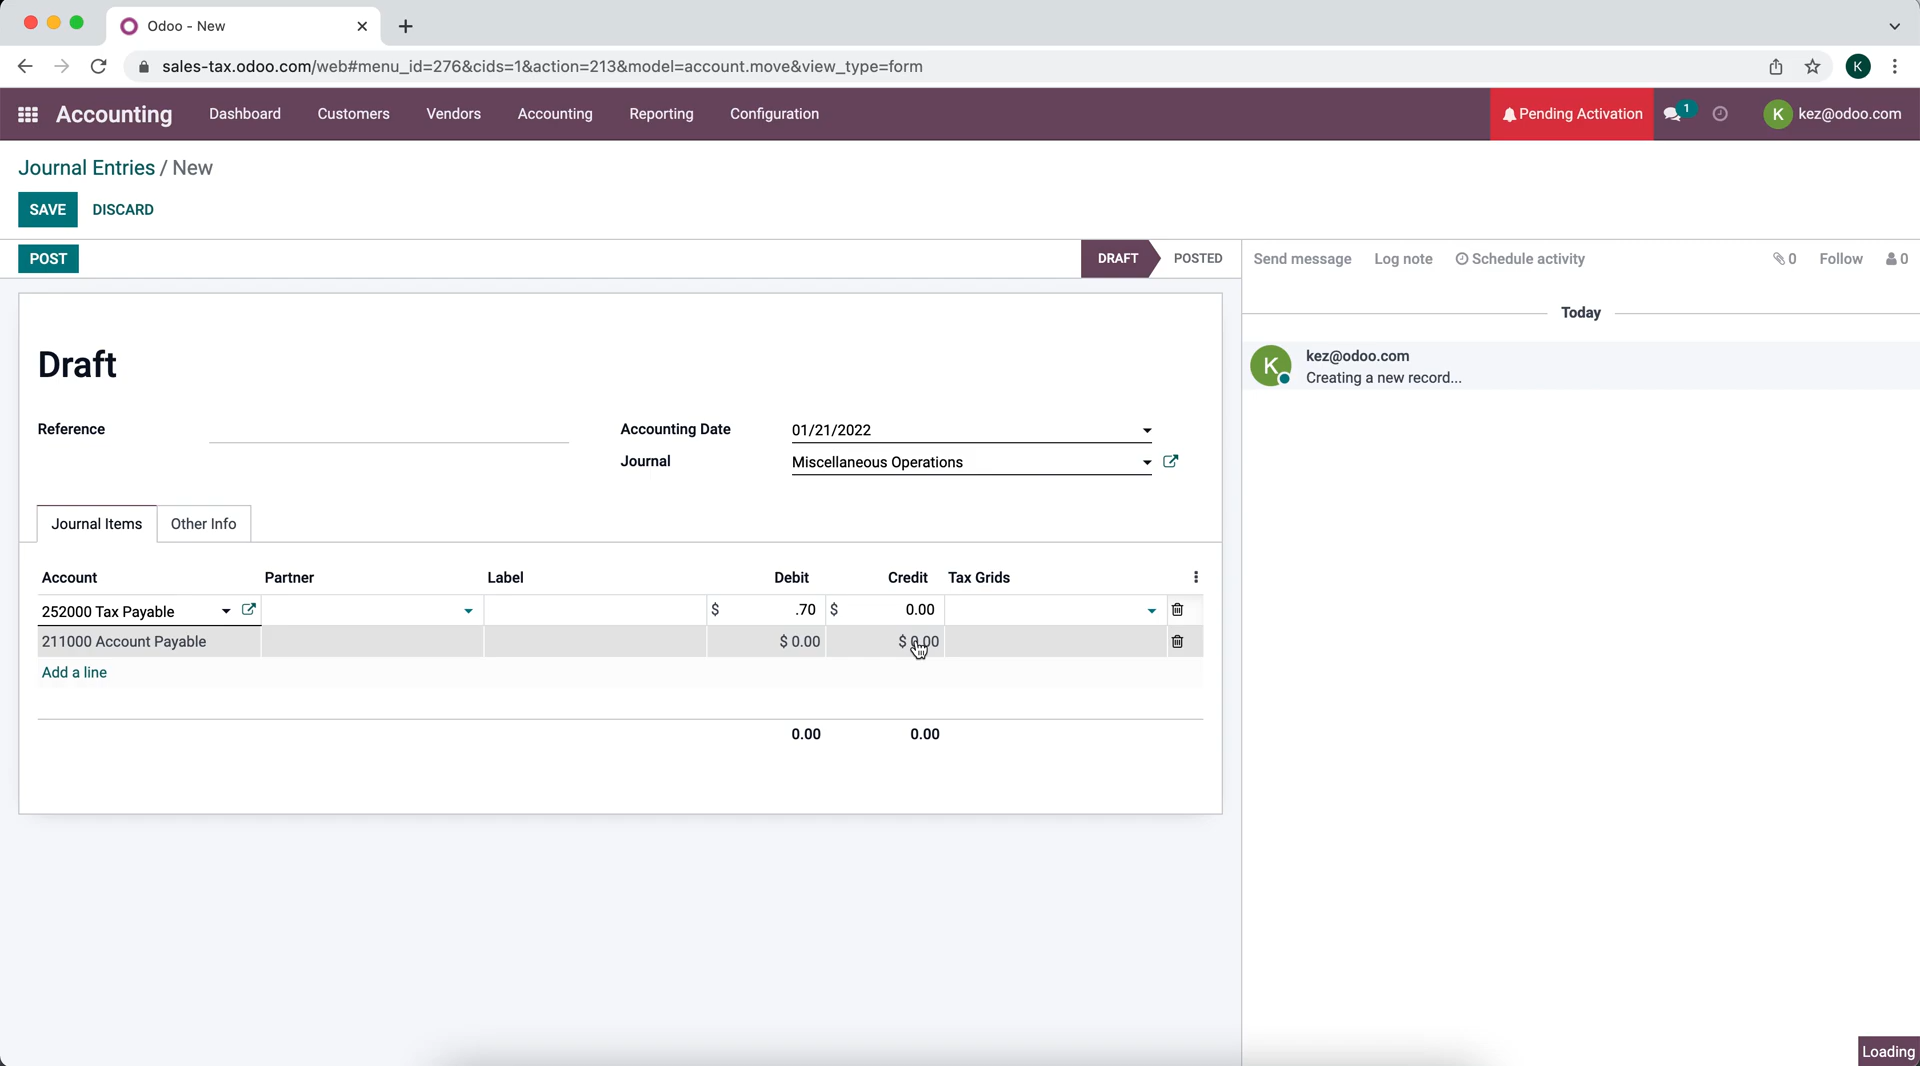 Odoo - New
sales-tax.odoo.com/web#menu_id=276&cids=1&action=213&model=account.move&view_type=form
K
Accounting Dashboard Customers Vendors Accounting Reporting Configuration Pending Activation 1 K kez@odoo.com
Journal Entries / New
SAVE DISCARD
POST DRAFT POSTED Send message Log note Schedule activity 0 Follow 0
Today
Draft
K kez@odoo.com
Creating a new record...
Reference Accounting Date 01/21/2022
Journal Miscellaneous Operations
Journal Items Other Info
Account Partner Label Debit Credit Tax Grids
252000 Tax Payable $ .70 $ 0.00
211000 Account Payable $ 0.00 $ 0.00
Add a line
0.00 0.00
Loading